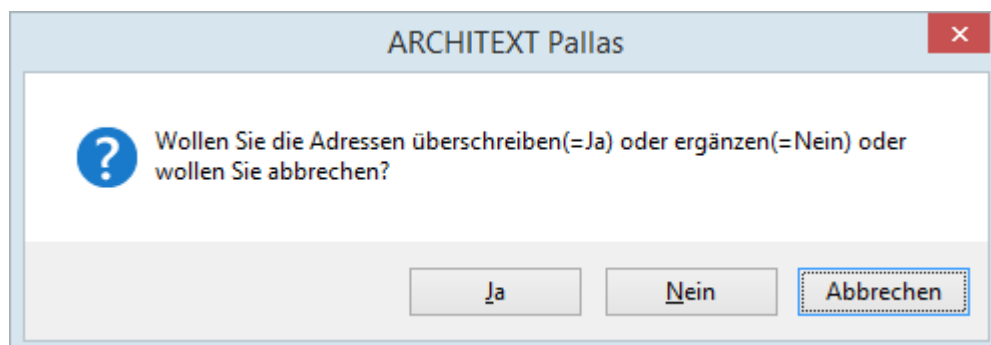 ARCHITEXT Pallas
Wollen Sie die Adressen überschreiben(=Ja) oder ergänzen(=Nein) oder
wollen Sie abbrechen?
Ja
Nein
Abbrechen